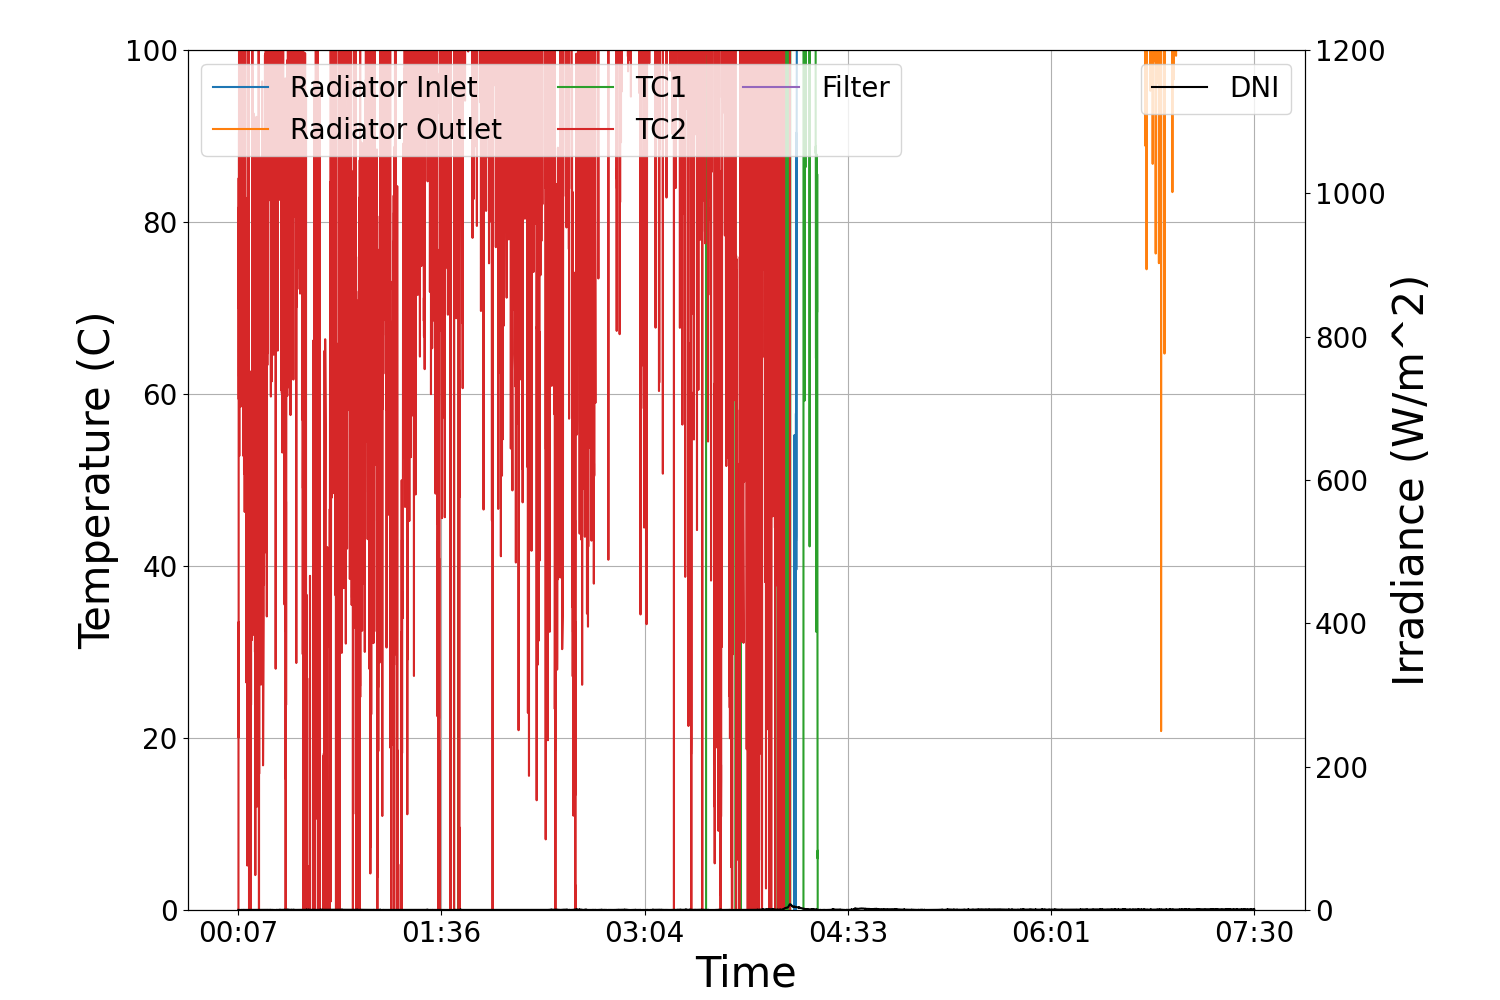 100
80
60
40
20
0
Temperature (C)
Radiator Inlet
Radiator Outlet
TC1
TC2
Filter
DNI
1200
1000
800
600
400
200
0
Irradiance (W/m^2)
00:07 01:36 03:04 04:33 06:01 07:30
Time